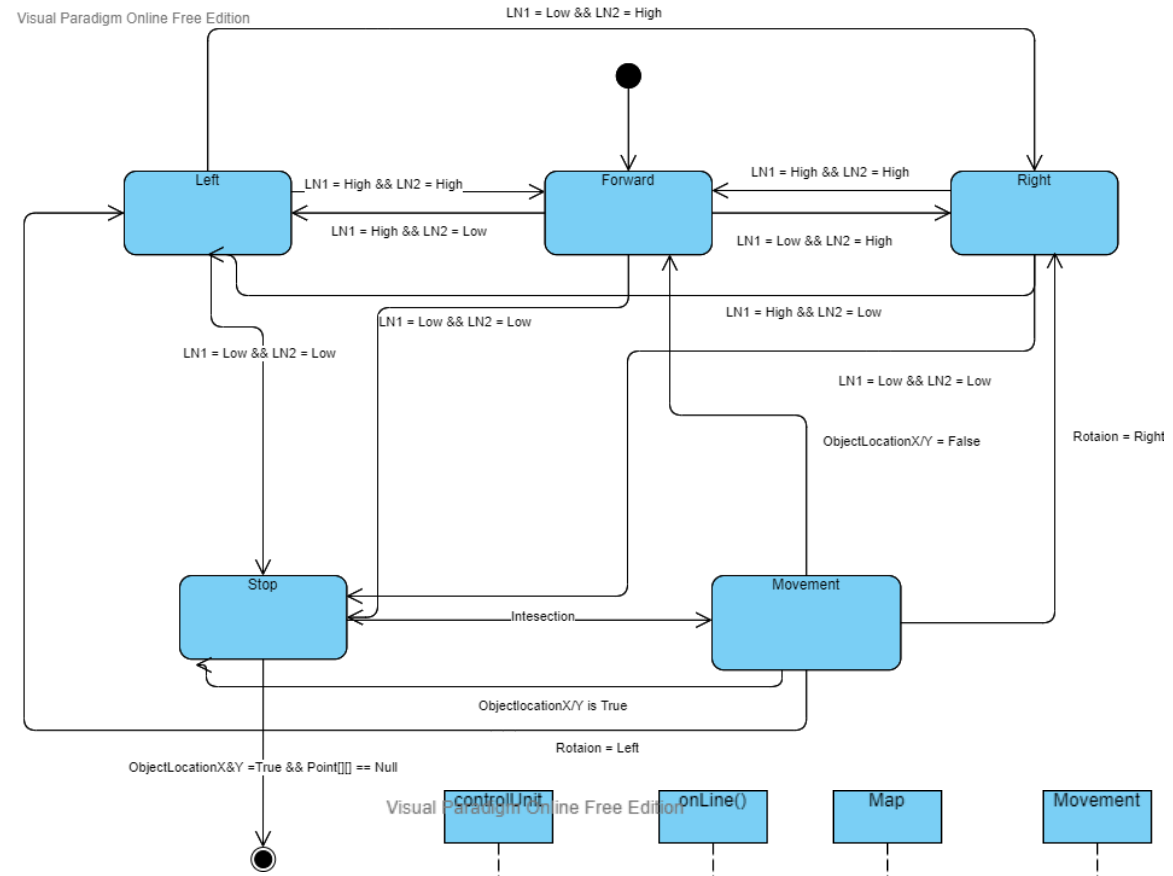 LN1 = Low && LN2 = High
Visual Paradigm Online Free Edition
Left
Forward
Right
LN1 = High && LN2 = High
LN1 = High && LN2 = High
LN1 = High && LN2 = Low
LN1 = Low && LN2 = High
LN1 = High && LN2 = Low
LN1 = Low && LN2 = Low
LN1 = Low && LN2 = Low
LN1 = Low && LN2 = Low
ObjectLocationX/Y = False
Rotaion = Right
Stop
Movement
Intesection
ObjectlocationX/Y is True
Rotaion = Left
ObjectLocationX&Y =True && Point[][] == Null
controlUnit
onLine()
Map
Movement
Visual Paradigm Online Free Edition